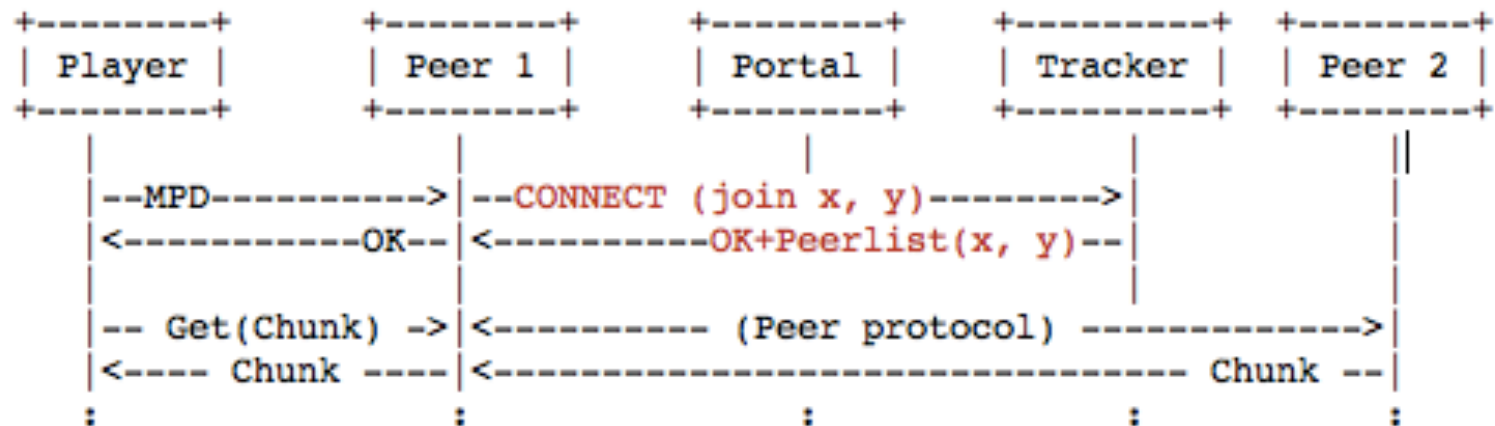 +--------+     +--------+     +--------+    +---------+  +--------+
| Player |     | Peer 1 |     | Portal |    | Tracker |  | Peer 2 |
+--------+     +--------+     +--------+    +---------+  +--------+
   |                |               |              |           ||
   |--MPD---------->|--CONNECT (join x, y)-------->|           |
   |<-----------OK--|<----------OK+Peerlist(x, y)--|           |
   |                |                              |           |
   |-- Get(Chunk) ->|<---------- (Peer protocol) ------------->|
   |<---- Chunk ----|<--------------------------------- Chunk --|
   :                :               :              :           :